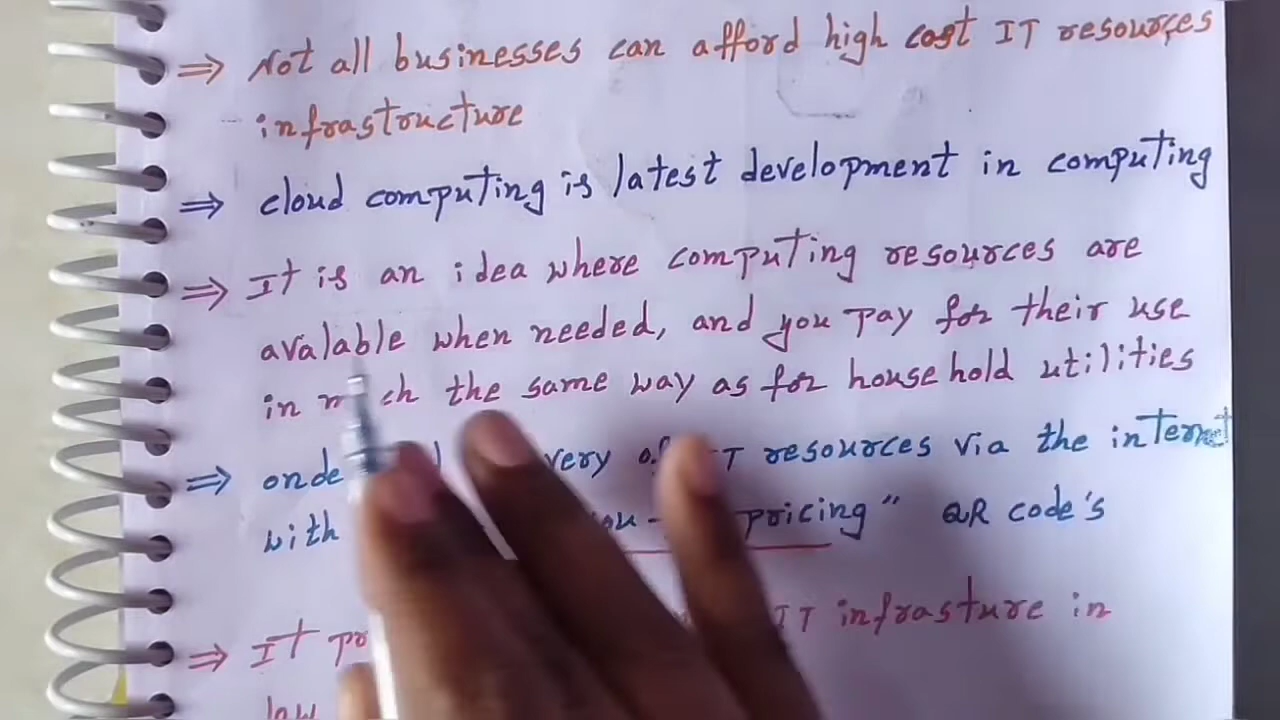 ⇒ Not all businesses can afford high cost IT resources
infrastructure
⇒ cloud computing is latest development in computing
⇒ It is an idea where computing resources are
avalable when needed, and you pay for their use
in the same way as for household utilities
⇒ resources via the internet
with pricing" QR code's
⇒ It IT infrasture in
low